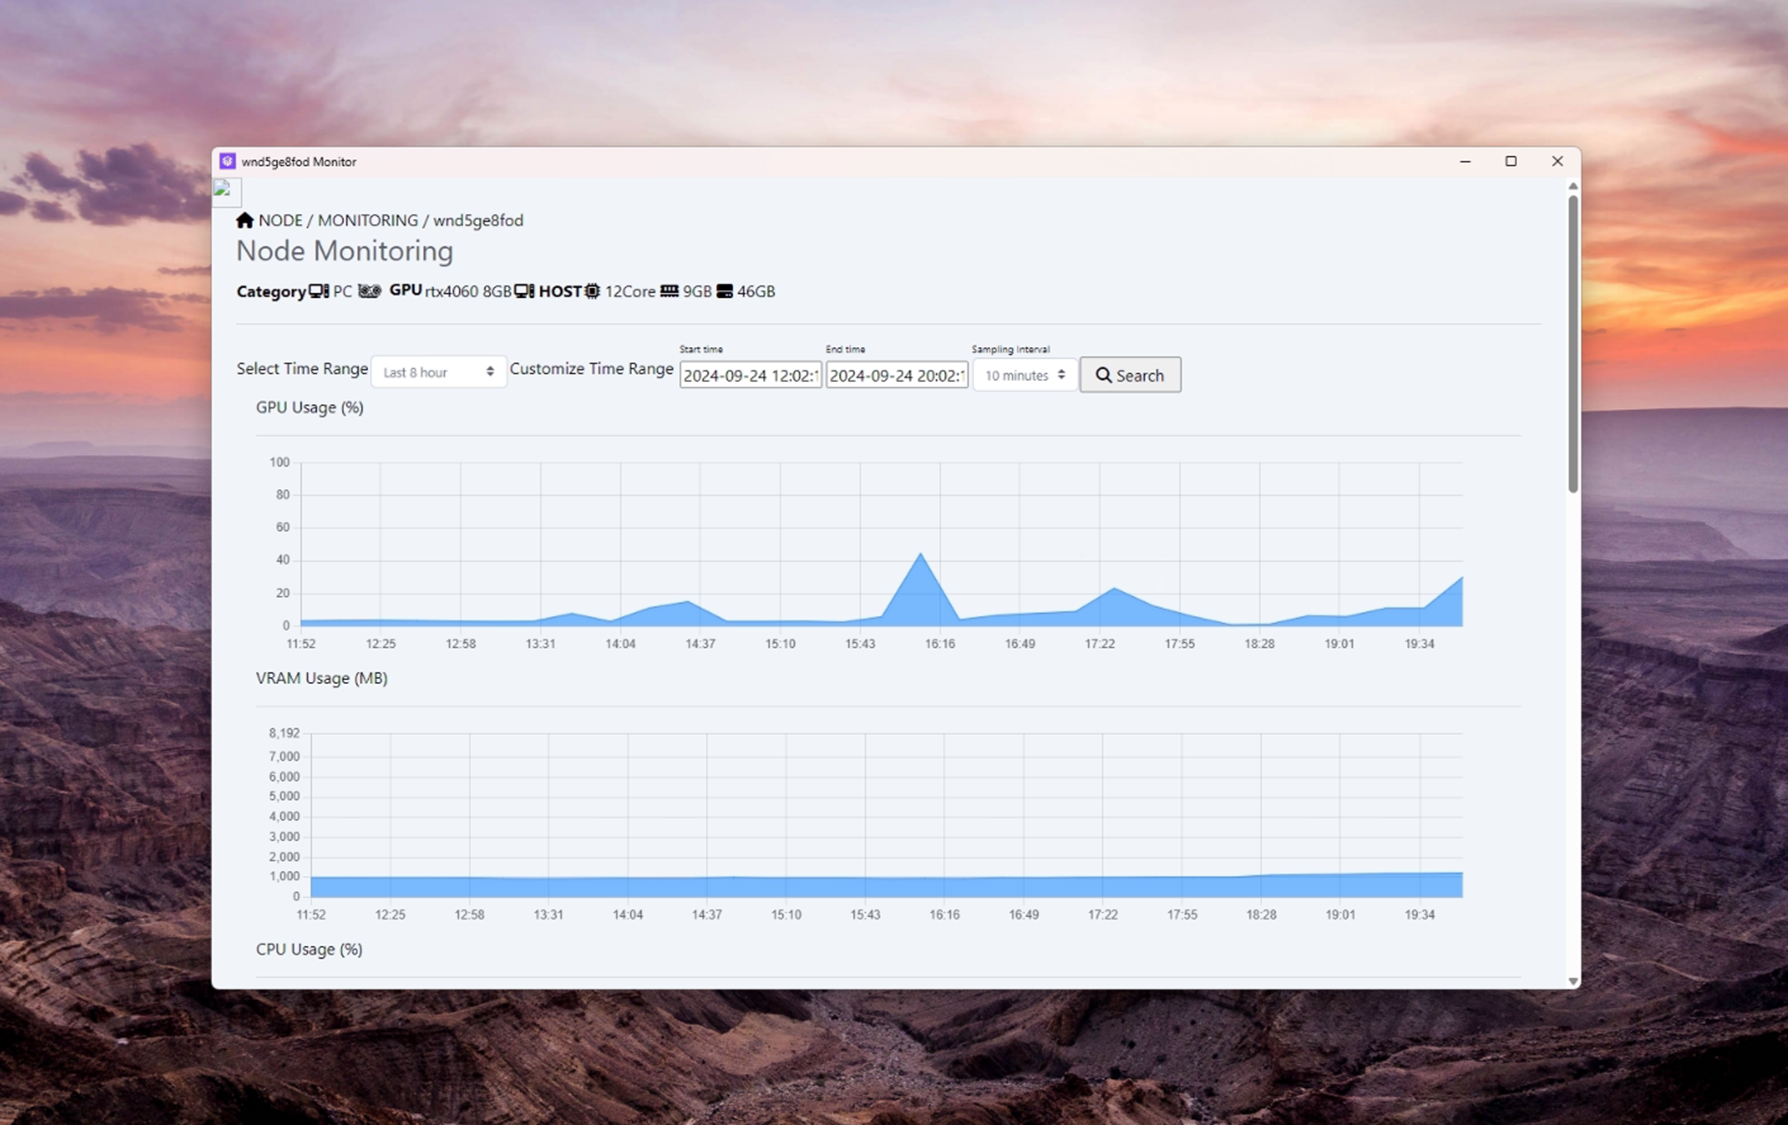 wnd5ge8fod Monitor
NODE / MONITORING / wnd5ge8fod
Node Monitoring
Category PC GPU rtx4060 8GB HOST 12Core 9GB 46GB
Start time End time Sampling Interval
Select Time Range Last 8 hour Customize Time Range 2024-09-24 12:02:1 2024-09-24 20:02:1 10 minutes Search
GPU Usage (%)
100
80
60
40
20
0
11:52 12:25 12:58 13:31 14:04 14:37 15:10 15:43 16:16 16:49 17:22 17:55 18:28 19:01 19:34
VRAM Usage (MB)
8,192
7,000
6,000
5,000
4,000
3,000
2,000
1,000
0
11:52 12:25 12:58 13:31 14:04 14:37 15:10 15:43 16:16 16:49 17:22 17:55 18:28 19:01 19:34
CPU Usage (%)